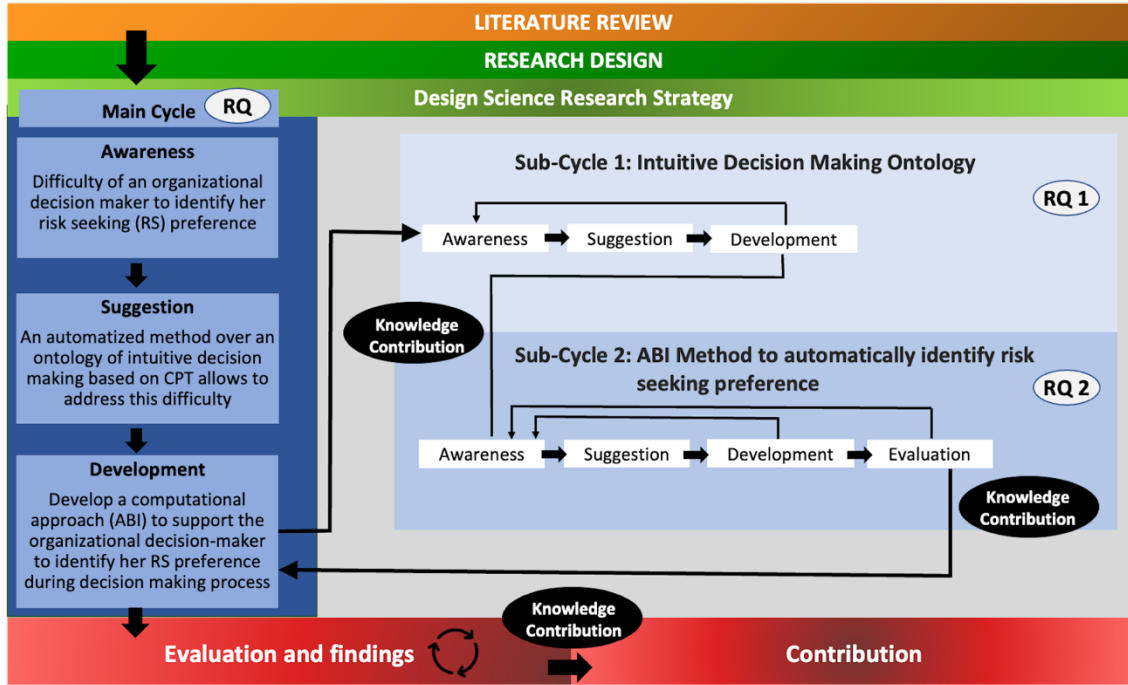 LITERATURE REVIEW
RESEARCH DESIGN
Design Science Research Strategy
Main Cycle
RQ
Awareness
Difficulty of an organizational
decision maker to identify her
risk seeking (RS) preference
Suggestion
An automatized method over an
ontology of intuitive decision
making based on CPT allows to
address this difficulty
Development
Develop a computational
approach (ABI) to support the
organizational decision-maker
to identify her RS preference
during decision making process
Sub-Cycle 1: Intuitive Decision Making Ontology
RQ 1
Awareness
Suggestion
Development
Knowledge
Contribution
Sub-Cycle 2: ABI Method to automatically identify risk
seeking preference
RQ 2
Awareness
Suggestion
Development
Evaluation
Knowledge
Contribution
Knowledge
Contribution
Evaluation and findings
Contribution